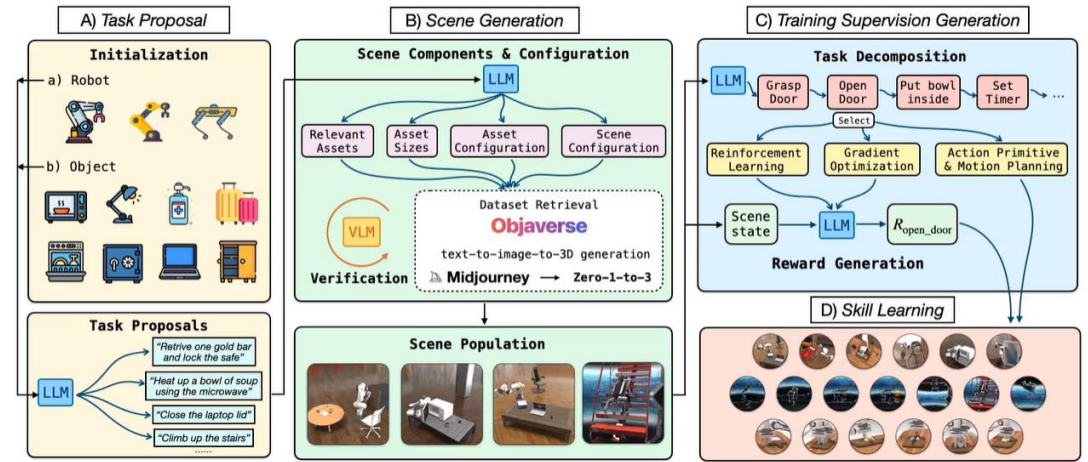 A) Task Proposal
Initialization
a) Robot
b) Object
Task Proposals
LLM
"Retrive one gold bar
and lock the safe"
"Heat up a bowl of soup
using the microwave"
"Close the laptop lid"
"Climb up the stairs"
......
B) Scene Generation
Scene Components & Configuration
LLM
Relevant
Assets
Asset
Sizes
Asset
Configuration
Scene
Configuration
VLM
Verification
Dataset Retrieval
Objaverse
text-to-image-to-3D generation
Midjourney
Zero-1-to-3
Scene Population
C) Training Supervision Generation
Task Decomposition
LLM
Grasp
Door
Open
Door
Put bowl
inside
Set
Timer
...
Select
Reinforcement
Learning
Gradient
Optimization
Action Primitive
& Motion Planning
Scene
state
LLM
Ropen_door
Reward Generation
D) Skill Learning